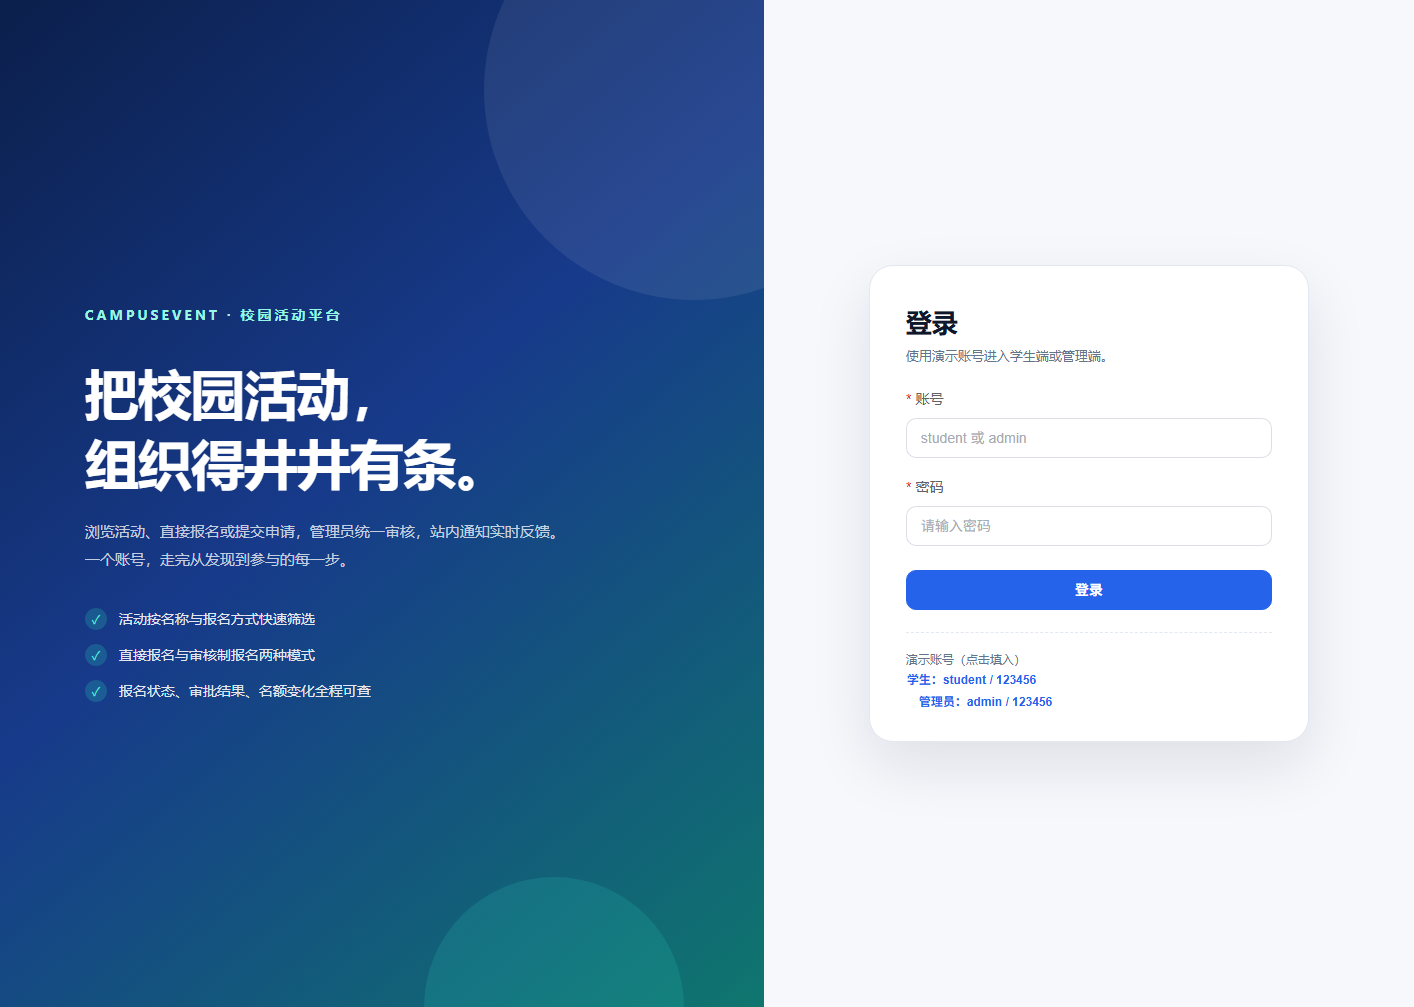 CAMPUSEVENT · 校园活动平台
把校园活动，
组织得井井有条。
浏览活动、直接报名或提交申请，管理员统一审核，站内通知实时反馈。
一个账号，走完从发现到参与的每一步。
✓ 活动按名称与报名方式快速筛选
✓ 直接报名与审核制报名两种模式
✓ 报名状态、审批结果、名额变化全程可查
登录
使用演示账号进入学生端或管理端。
* 账号
student 或 admin
* 密码
请输入密码
登录
演示账号（点击填入）
学生：student / 123456
管理员：admin / 123456